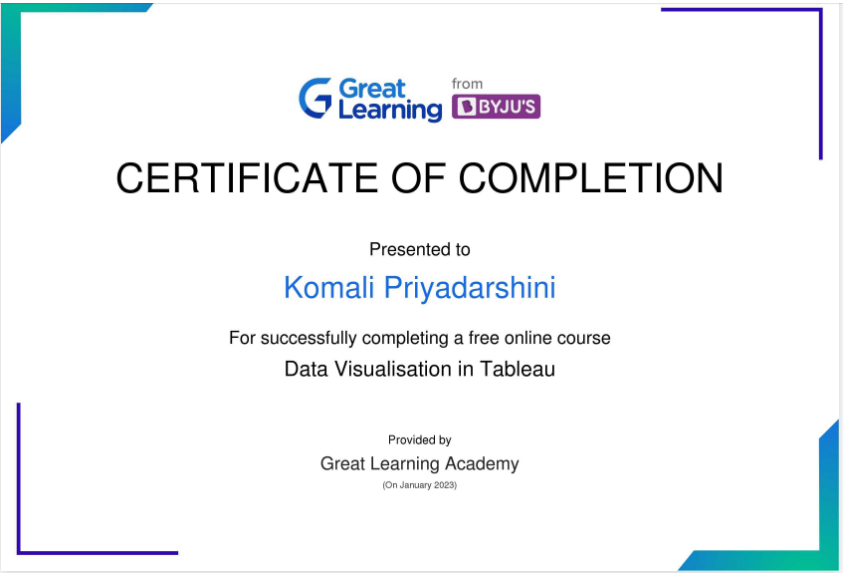 Great
Learning
from
BYJU'S
CERTIFICATE OF COMPLETION
Presented to
Komali Priyadarshini
For successfully completing a free online course
Data Visualisation in Tableau
Provided by
Great Learning Academy
(On January 2023)